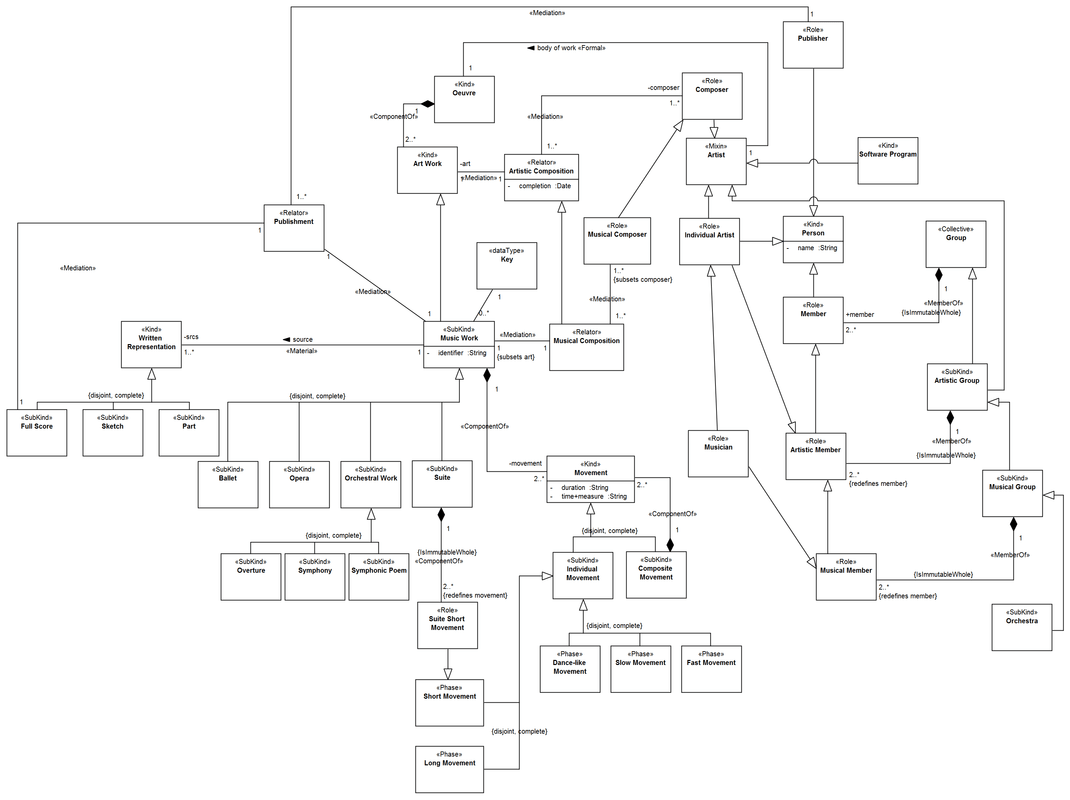 «Mediation»
1
«Role»
Publisher
body of work «Formal»
1
«Kind»
Oeuvre
1
«ComponentOf»
2..*
-composer
1..*
«Role»
Composer
«Mediation»
1..*
«Kind»
Art Work
-art
1
«Mediation»
1
«Relator»
Artistic Composition
- completion :Date
«Mixin»
Artist
1
«Kind»
Software Program
1..*
«Relator»
Publishment
1
1
«Mediation»
«Mediation»
1
«dataType»
Key
1
0..*
«Role»
Musical Composer
1..*
{subsets composer}
«Mediation»
1..*
«Role»
Individual Artist
«Kind»
Person
- name :String
«Collective»
Group
1
«MemberOf»
{IsImmutableWhole}
«Role»
Member
+member
2..*
«Kind»
Written
Representation
-srcs
1..*
source
«Material»
1
«SubKind»
Music Work
- identifier :String
«Mediation»
1
1
{subsets art}
«Relator»
Musical Composition
1
{disjoint, complete}
1
«SubKind»
Full Score
«SubKind»
Sketch
«SubKind»
Part
{disjoint, complete}
1
«ComponentOf»
«SubKind»
Artistic Group
1
«MemberOf»
{IsImmutableWhole}
«Role»
Musician
«Role»
Artistic Member
2..*
{redefines member}
«SubKind»
Ballet
«SubKind»
Opera
«SubKind»
Orchestral Work
«SubKind»
Suite
-movement
2..*
«Kind»
Movement
- duration :String
- time+measure :String
2..*
«ComponentOf»
1
«SubKind»
Musical Group
1
«MemberOf»
{IsImmutableWhole}
{disjoint, complete}
«SubKind»
Overture
«SubKind»
Symphony
«SubKind»
Symphonic Poem
1
{IsImmutableWhole}
«ComponentOf»
2..*
{redefines movement}
{disjoint, complete}
«SubKind»
Individual
Movement
«SubKind»
Composite
Movement
«Role»
Musical Member
2..*
{redefines member}
«SubKind»
Orchestra
«Role»
Suite Short
Movement
{disjoint, complete}
«Phase»
Dance-like
Movement
«Phase»
Slow Movement
«Phase»
Fast Movement
«Phase»
Short Movement
{disjoint, complete}
«Phase»
Long Movement